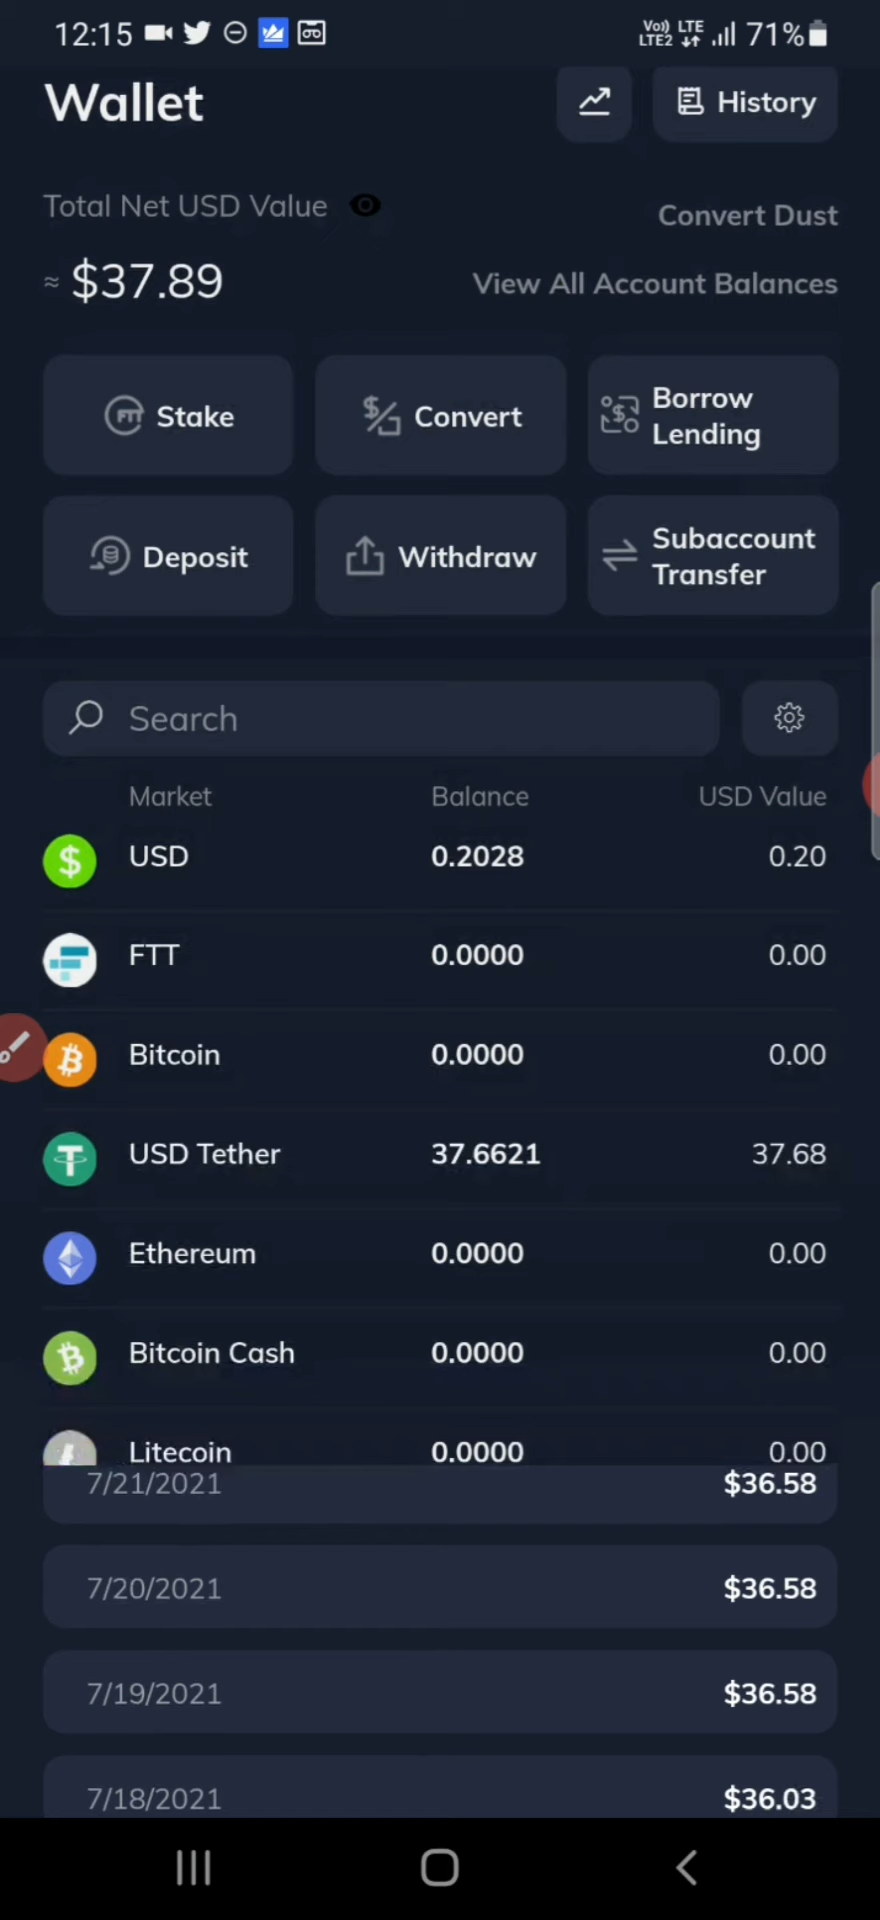 12:15 Vo)) LTE 71%
LTE2
Wallet History
Total Net USD Value Convert Dust
≈ $37.89 View All Account Balances
FTT Stake Convert Borrow Lending
Deposit Withdraw Subaccount Transfer
Search
Market Balance USD Value
USD 0.2028 0.20
FTT 0.0000 0.00
Bitcoin 0.0000 0.00
USD Tether 37.6621 37.68
Ethereum 0.0000 0.00
Bitcoin Cash 0.0000 0.00
Litecoin 0.0000 0.00
7/21/2021 $36.58
7/20/2021 $36.58
7/19/2021 $36.58
7/18/2021 $36.03